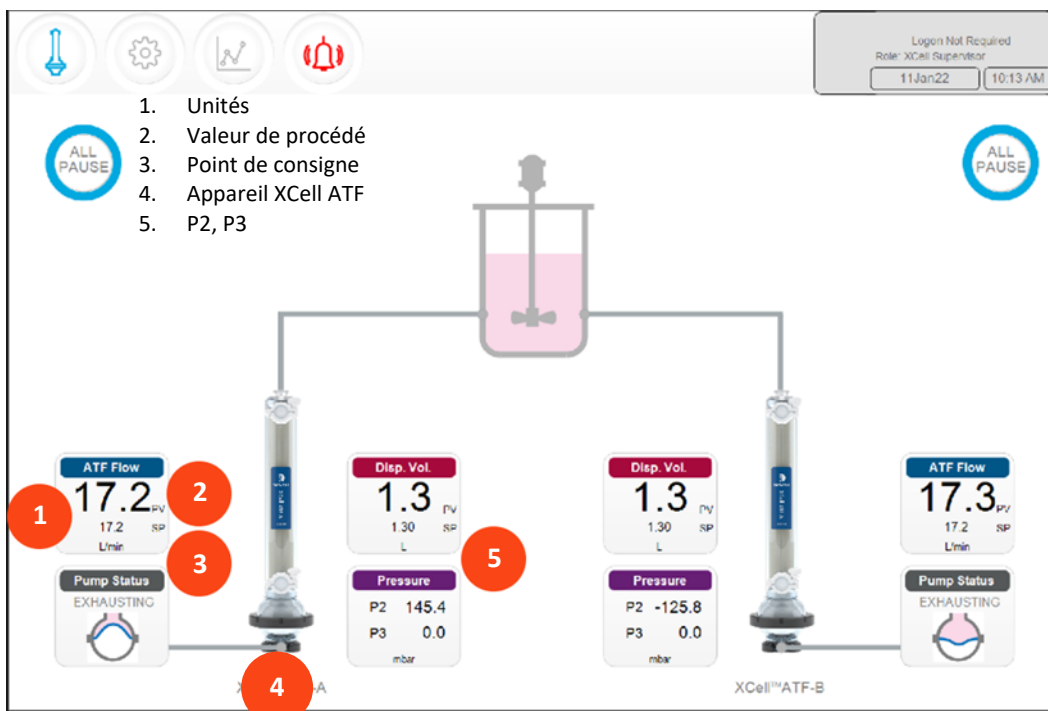 Logon Not Required
Role: XCell Supervisor
11Jan22 10:13 AM
1. Unités
2. Valeur de procédé
3. Point de consigne
4. Appareil XCell ATF
5. P2, P3
ALL PAUSE
ALL PAUSE
ATF Flow
17.2 PV
17.2 SP
L/min
1
2
3
Pump Status
EXHAUSTING
Disp. Vol.
1.3 PV
1.30 SP
L
5
Pressure
P2 145.4
P3 0.0
mbar
4
X -A
Disp. Vol.
1.3 PV
1.30 SP
L
Pressure
P2 -125.8
P3 0.0
mbar
ATF Flow
17.3 PV
17.2 SP
L/min
Pump Status
EXHAUSTING
XCell™ATF-B